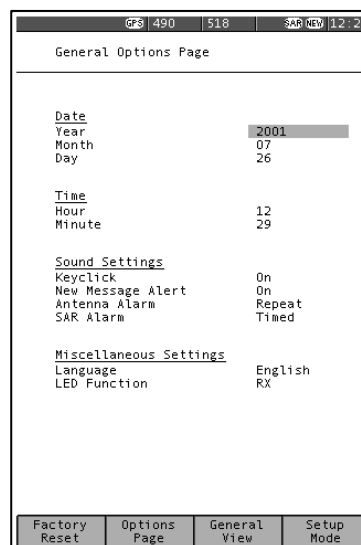 GPS 490 518 SAR NEW 12:2
General Options Page
Date
Year 2001
Month 07
Day 26
Time
Hour 12
Minute 29
Sound Settings
Keyclick On
New Message Alert On
Antenna Alarm Repeat
SAR Alarm Timed
Miscellaneous Settings
Language English
LED Function RX
Factory Reset Options Page General View Setup Mode